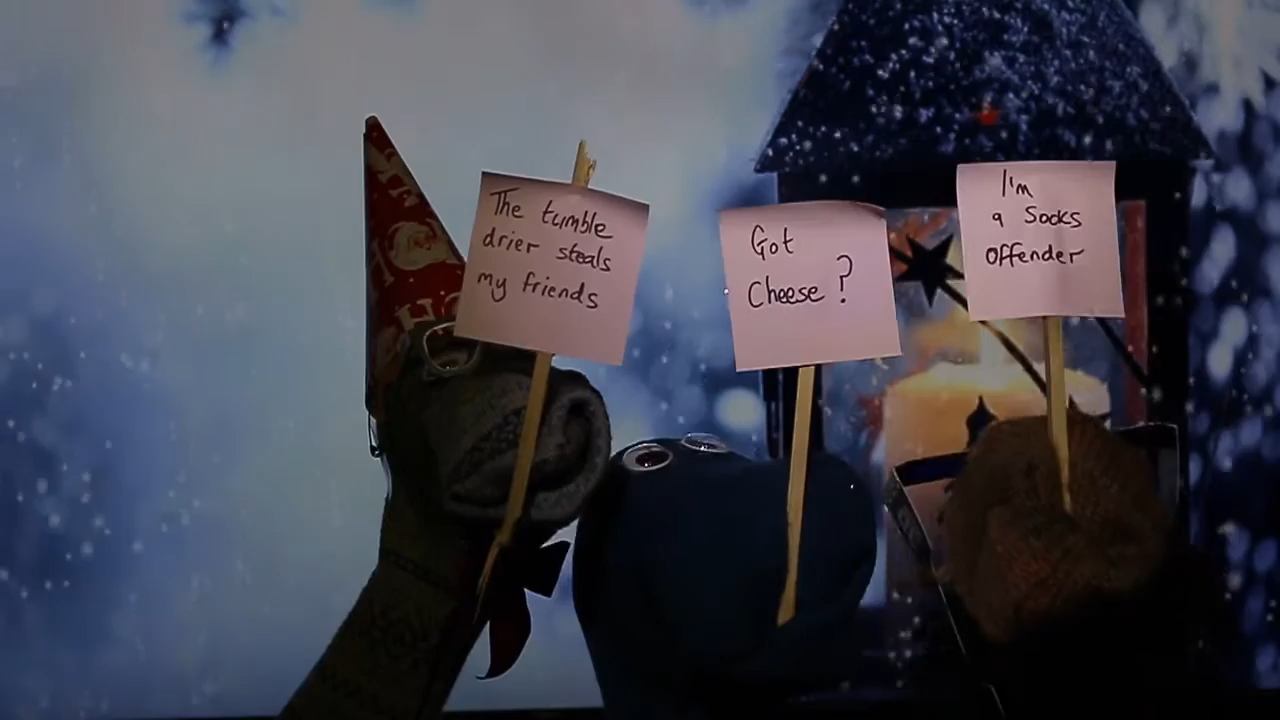 The tumble
drier steals
my friends
Got
Cheese ?
I'm
a Socks
Offender